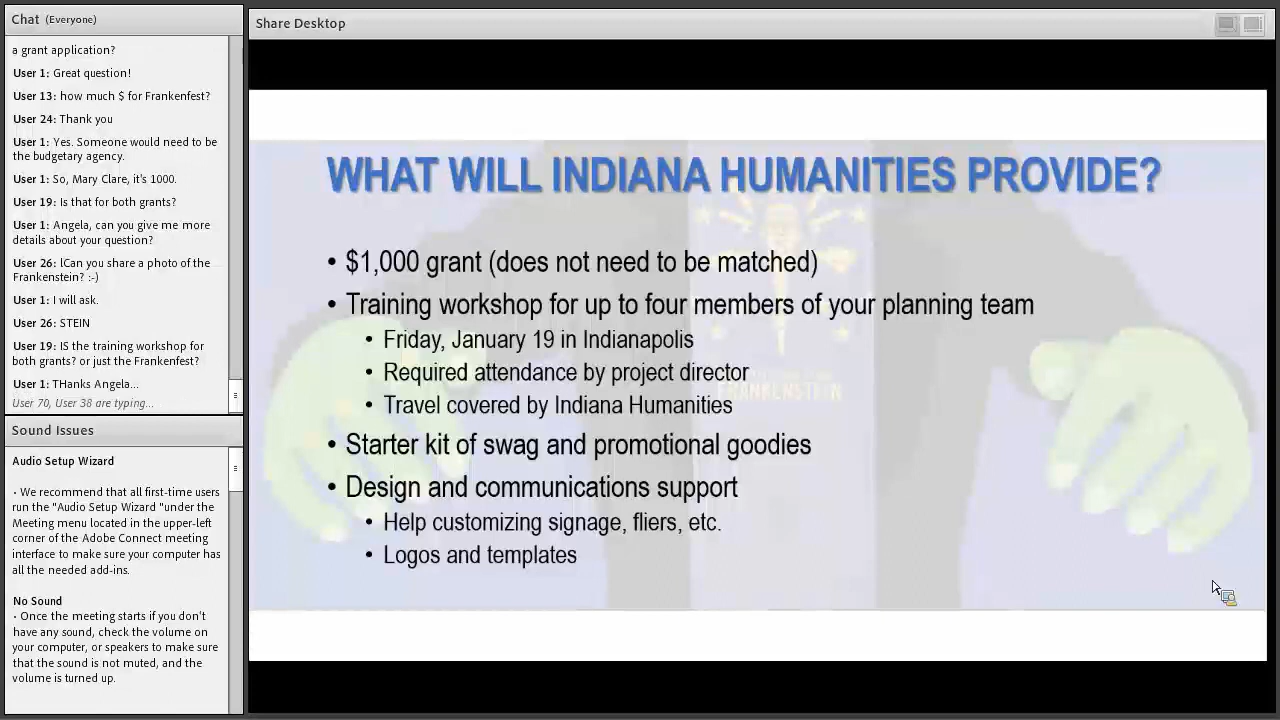 Chat (Everyone)
a grant application?
User 1: Great question!
User 13: how much $ for Frankenfest?
User 24: Thank you
User 1: Yes. Someone would need to be
the budgetary agency.
User 1: So, Mary Clare, it's 1000.
User 19: Is that for both grants?
User 1: Angela, can you give me more
details about your question?
User 26: lCan you share a photo of the
Frankenstein? :-)
User 1: I will ask.
User 26: STEIN
User 19: IS the training workshop for
both grants? or just the Frankenfest?
User 1: THanks Angela...
User 70, User 38 are typing...
Sound Issues
Audio Setup Wizard
• We recommend that all first-time users
run the "Audio Setup Wizard "under the
Meeting menu located in the upper-left
corner of the Adobe Connect meeting
interface to make sure your computer has
all the needed add-ins.
No Sound
• Once the meeting starts if you don't
have any sound, check the volume on
your computer, or speakers to make sure
that the sound is not muted, and the
volume is turned up.
Share Desktop
WHAT WILL INDIANA HUMANITIES PROVIDE?
• $1,000 grant (does not need to be matched)
• Training workshop for up to four members of your planning team
• Friday, January 19 in Indianapolis
• Required attendance by project director
• Travel covered by Indiana Humanities
• Starter kit of swag and promotional goodies
• Design and communications support
• Help customizing signage, fliers, etc.
• Logos and templates
FRANKENSTEIN